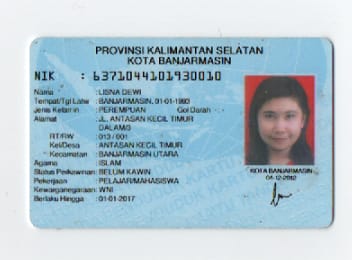 PROVINSI KALIMANTAN SELATAN
KOTA BANJARMASIN
NIK : 6371044101930010
Nama : LISNA DEWI
Tempat/Tgl Lahir : BANJARMASIN, 01-01-1993
Jenis Kelamin : PEREMPUAN Gol Darah : -
Alamat : JL. ANTASAN KECIL TIMUR
DALAM
RT/RW : 013 / 001
Kel/Desa : ANTASAN KECIL TIMUR
Kecamatan : BANJARMASIN UTARA
Agama : ISLAM
Status Perkawinan : BELUM KAWIN
Pekerjaan : PELAJAR/MAHASISWA
Kewarganegaraan : WNI
Berlaku Hingga : 01-01-2017
KOTA BANJARMASIN
04-12-2012